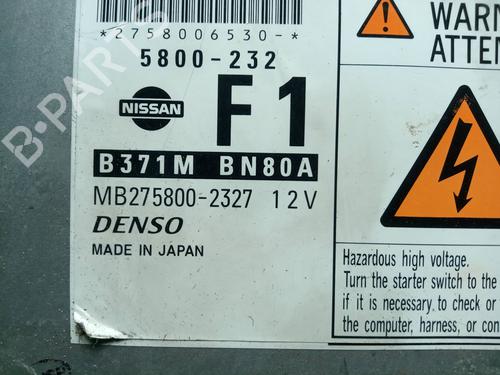 *2758006530-*
5800-232
NISSAN
F1
B371M BN80A
MB275800-2327 12V
DENSO
MADE IN JAPAN
WARN
ATTEN
Hazardous high voltage.
Turn the starter switch to the
if it is necessary to check or
the computer, harness, or con
B-PARTS